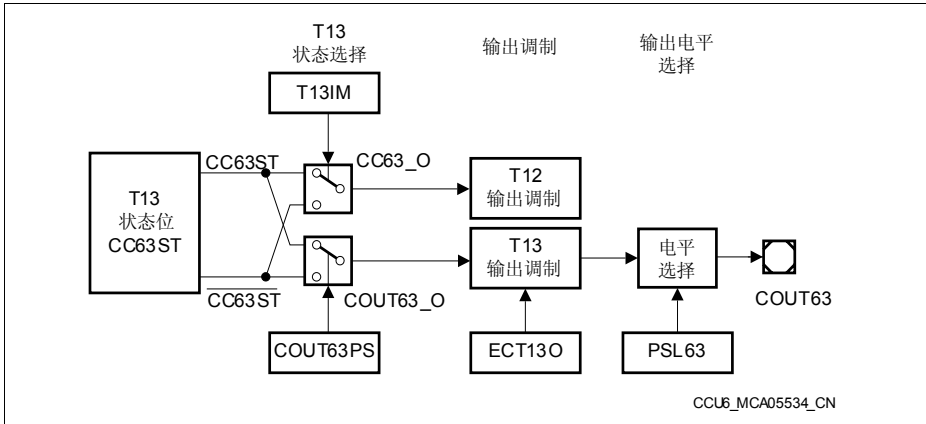 T13
状态选择
输出调制
输出电平
选择
T13IM
CC63ST
CC63_O
T13
状态位
CC63ST
T12
输出调制
T13
输出调制
电平
选择
CC63ST
COUT63_O
COUT63
COUT63PS
ECT13O
PSL63
CCU6_MCA05534_CN